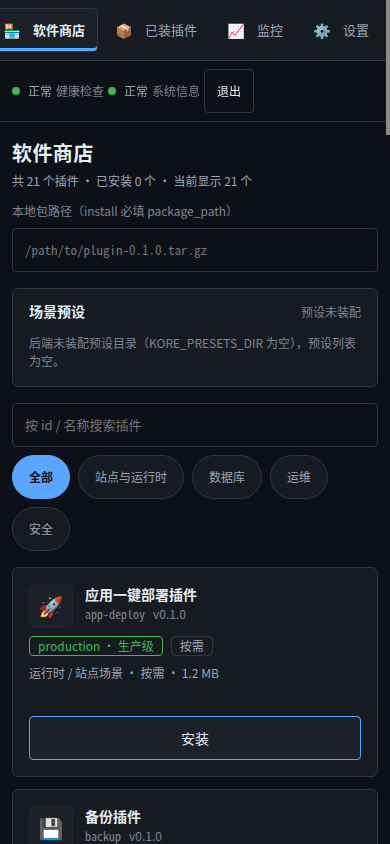 软件商店 已装插件 监控 设置
正常 健康检查 正常 系统信息 退出
软件商店
共 21 个插件 · 已安装 0 个 · 当前显示 21 个
本地包路径（install 必填 package_path）
/path/to/plugin-0.1.0.tar.gz
场景预设 预设未装配
后端未装配预设目录（KORE_PRESETS_DIR 为空），预设列表
为空。
按 id / 名称搜索插件
全部 站点与运行时 数据库 运维
安全
应用一键部署插件
app-deploy v0.1.0
production · 生产级 按需
运行时 / 站点场景 · 按需 · 1.2 MB
安装
备份插件
backup v0.1.0